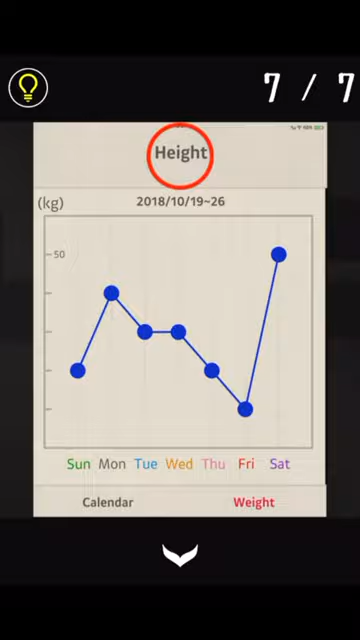 7 / 7
Height
(kg)
2018/10/19~26
50
Sun Mon Tue Wed Thu Fri Sat
Calendar Weight